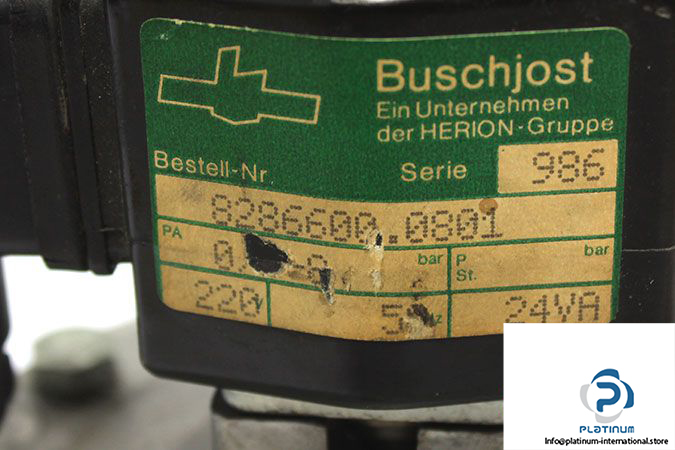 Buschjost
Ein Unternehmen
der HERION-Gruppe
Bestell-Nr.
Serie 986
8286600.0801
PA bar P St. bar
220 V 24VA
PLATINUM
Info@platinum-international.store